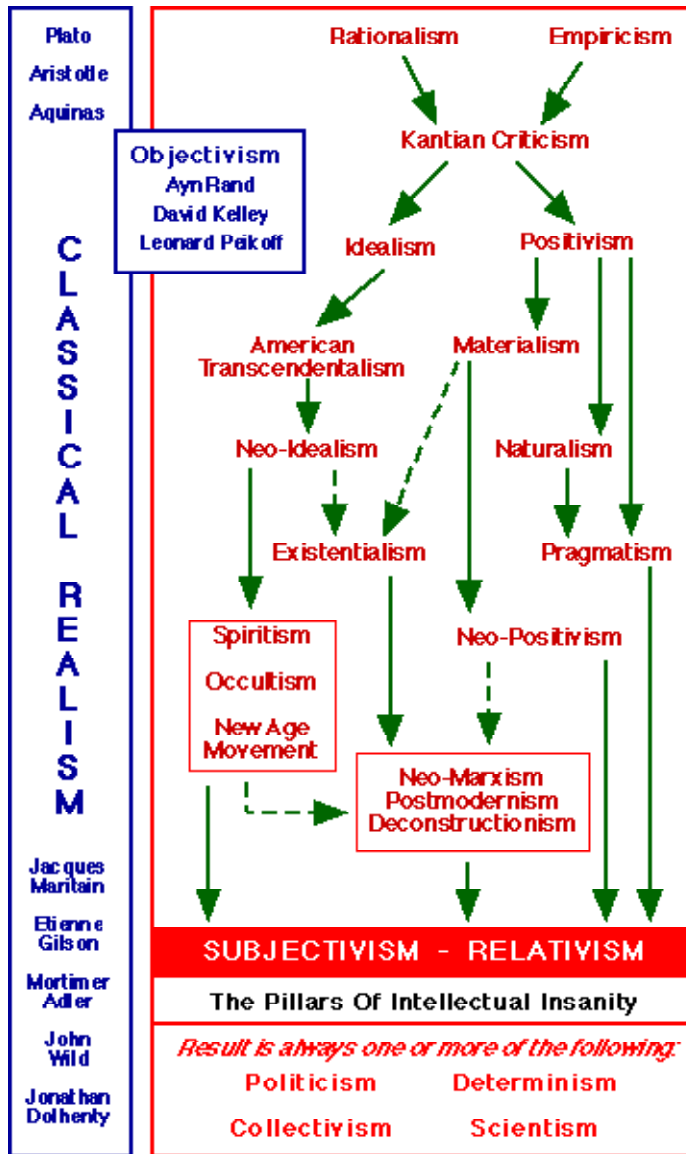 Plato
Aristotle
Aquinas
CLASSICAL REALISM
Jacques
Maritain
Etienne
Gilson
Mortimer
Adler
John
Wild
Jonathan
Dolhenty
Objectivism
Ayn Rand
David Kelley
Leonard Peikoff
Rationalism
Empiricism
Kantian Criticism
Idealism
Positivism
American
Transcendentalism
Materialism
Neo-Idealism
Naturalism
Existentialism
Pragmatism
Spiritism
Occultism
New Age
Movement
Neo-Positivism
Neo-Marxism
Postmodernism
Deconstructionism
SUBJECTIVISM - RELATIVISM
The Pillars Of Intellectual Insanity
Result is always one or more of the following:
Politicism
Determinism
Collectivism
Scientism